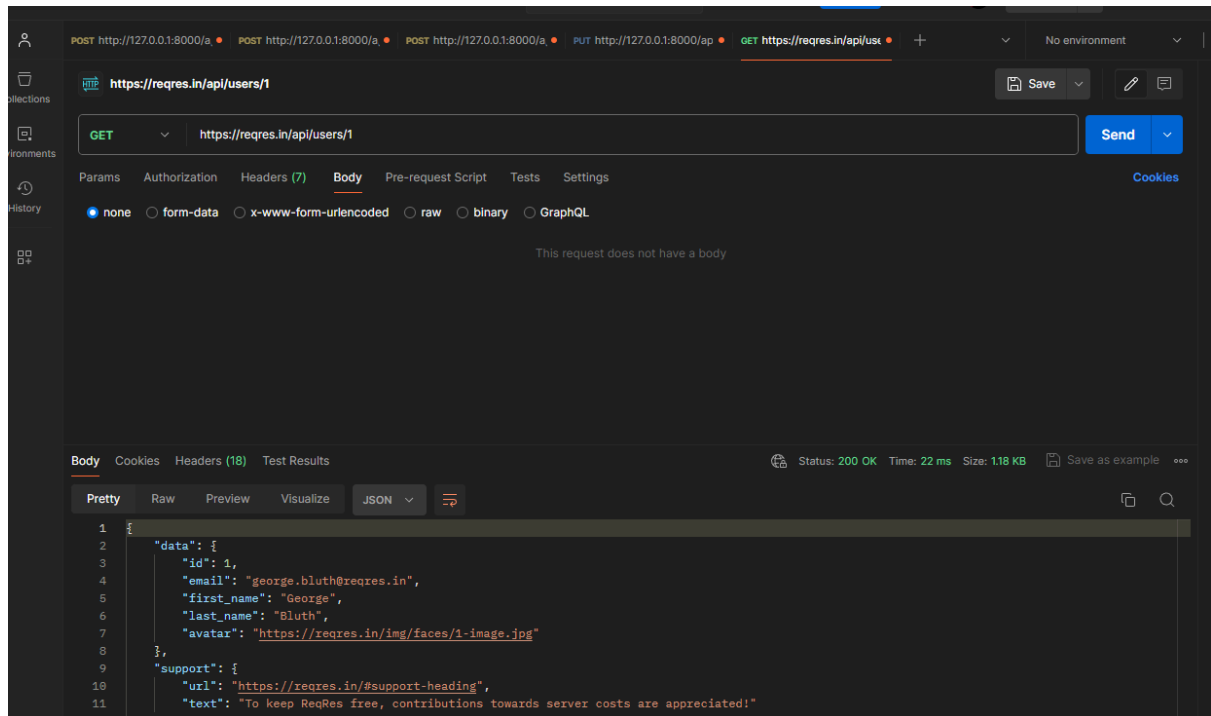 POST http://127.0.0.1:8000/a, POST http://127.0.0.1:8000/a, POST http://127.0.0.1:8000/a, PUT http://127.0.0.1:8000/ap GET https://reqres.in/api/use No environment
HTTP https://reqres.in/api/users/1 Save
ollections
GET https://reqres.in/api/users/1 Send
vironments
Params Authorization Headers (7) Body Pre-request Script Tests Settings Cookies
History
none form-data x-www-form-urlencoded raw binary GraphQL
This request does not have a body
Body Cookies Headers (18) Test Results Status: 200 OK Time: 22 ms Size: 1.18 KB Save as example
Pretty Raw Preview Visualize JSON
1 {
2 "data": {
3 "id": 1,
4 "email": "george.bluth@reqres.in",
5 "first_name": "George",
6 "last_name": "Bluth",
7 "avatar": "https://reqres.in/img/faces/1-image.jpg"
8 },
9 "support": {
10 "url": "https://reqres.in/#support-heading",
11 "text": "To keep ReqRes free, contributions towards server costs are appreciated!"